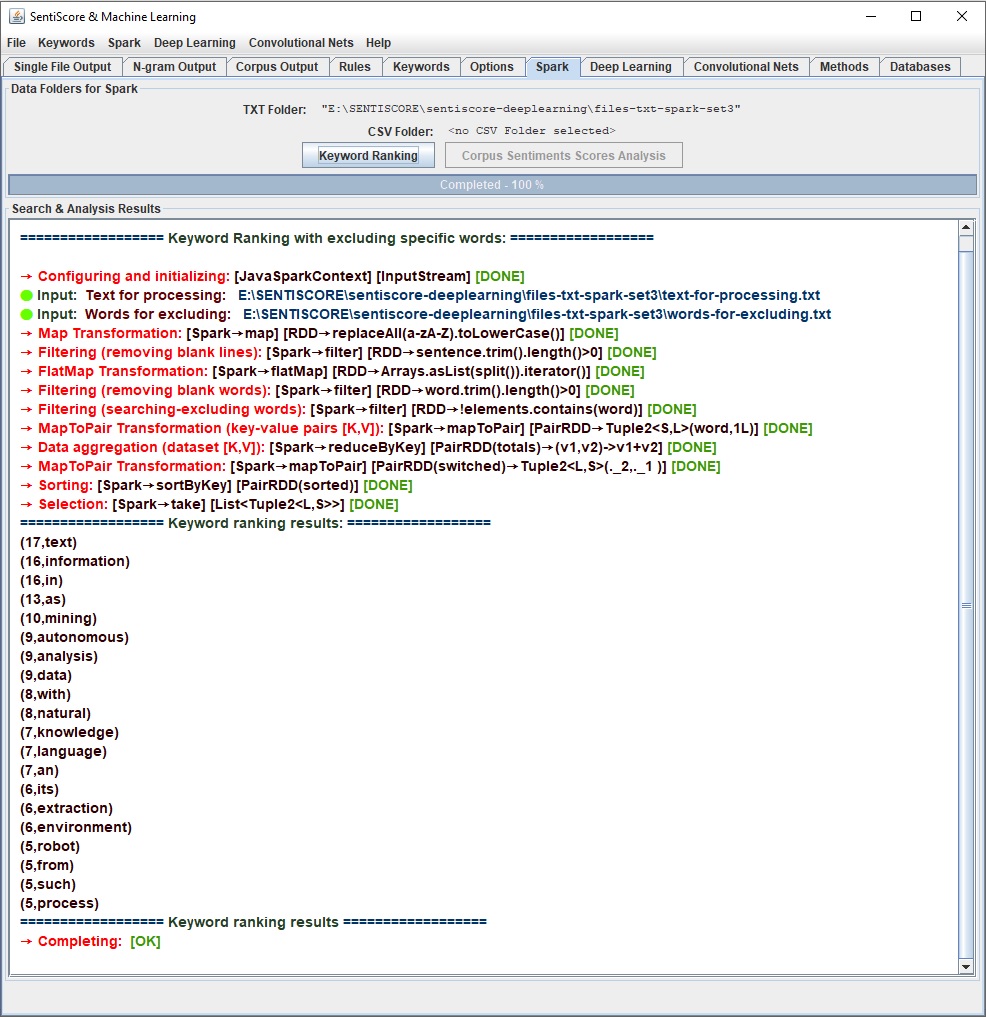 SentiScore & Machine Learning
File Keywords Spark Deep Learning Convolutional Nets Help
Single File Output N-gram Output Corpus Output Rules Keywords Options Spark Deep Learning Convolutional Nets Methods Databases
Data Folders for Spark
TXT Folder: "E:\SENTISCORE\sentiscore-deeplearning\files-txt-spark-set3"
CSV Folder: <no CSV Folder selected>
Keyword Ranking Corpus Sentiments Scores Analysis
Completed - 100 %
Search & Analysis Results
================== Keyword Ranking with excluding specific words: ==================
→ Configuring and initializing: [JavaSparkContext] [InputStream] [DONE]
Input: Text for processing: E:\SENTISCORE\sentiscore-deeplearning\files-txt-spark-set3\text-for-processing.txt
Input: Words for excluding: E:\SENTISCORE\sentiscore-deeplearning\files-txt-spark-set3\words-for-excluding.txt
→ Map Transformation: [Spark→map] [RDD→replaceAll(a-zA-Z).toLowerCase()] [DONE]
→ Filtering (removing blank lines): [Spark→filter] [RDD→sentence.trim().length()>0] [DONE]
→ FlatMap Transformation: [Spark→flatMap] [RDD→Arrays.asList(split()).iterator()] [DONE]
→ Filtering (removing blank words): [Spark→filter] [RDD→word.trim().length()>0] [DONE]
→ Filtering (searching-excluding words): [Spark→filter] [RDD→!elements.contains(word)] [DONE]
→ MapToPair Transformation (key-value pairs [K,V]): [Spark→mapToPair] [PairRDD→Tuple2<S,L>(word,1L)] [DONE]
→ Data aggregation (dataset [K,V]): [Spark→reduceByKey] [PairRDD(totals)→(v1,v2)->v1+v2] [DONE]
→ MapToPair Transformation: [Spark→mapToPair] [PairRDD(switched)→Tuple2<L,S>(._2,._1 )] [DONE]
→ Sorting: [Spark→sortByKey] [PairRDD(sorted)] [DONE]
→ Selection: [Spark→take] [List<Tuple2<L,S>>] [DONE]
================== Keyword ranking results: ==================
(17,text)
(16,information)
(16,in)
(13,as)
(10,mining)
(9,autonomous)
(9,analysis)
(9,data)
(8,with)
(8,natural)
(7,knowledge)
(7,language)
(7,an)
(6,its)
(6,extraction)
(6,environment)
(5,robot)
(5,from)
(5,such)
(5,process)
================== Keyword ranking results ==================
→ Completing: [OK]